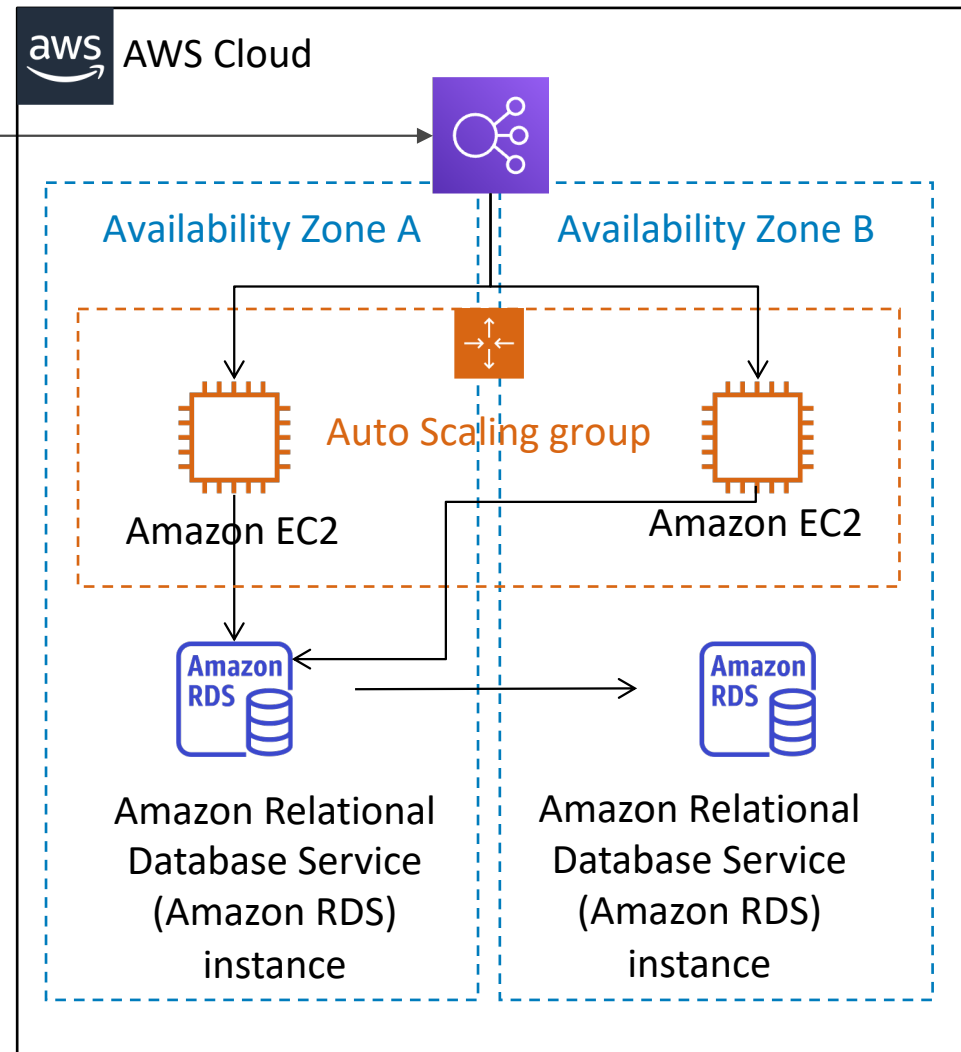 aws
AWS Cloud
Availability Zone A
Availability Zone B
Auto Scaling group
Amazon EC2
Amazon EC2
Amazon
RDS
Amazon Relational
Database Service
(Amazon RDS)
instance
Amazon
RDS
Amazon Relational
Database Service
(Amazon RDS)
instance